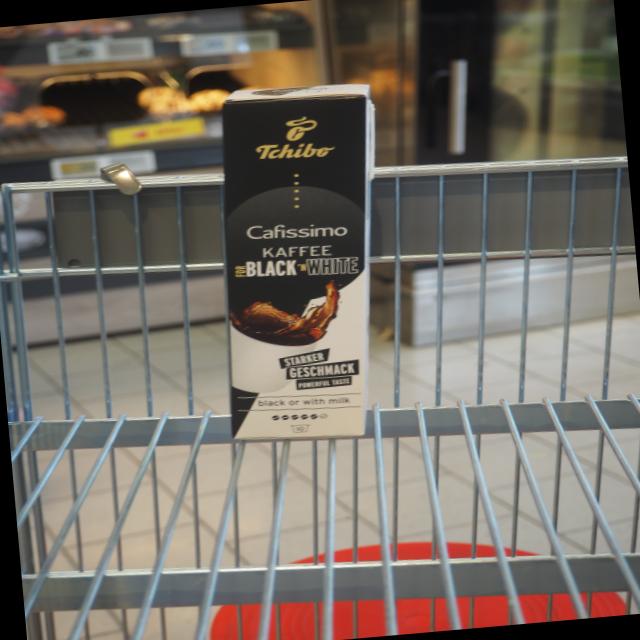 Tchibo
Cafissimo
KAFFEE
FOR BLACK 'N WHITE
STARKER
GESCHMACK
POWERFUL TASTE
black or with milk